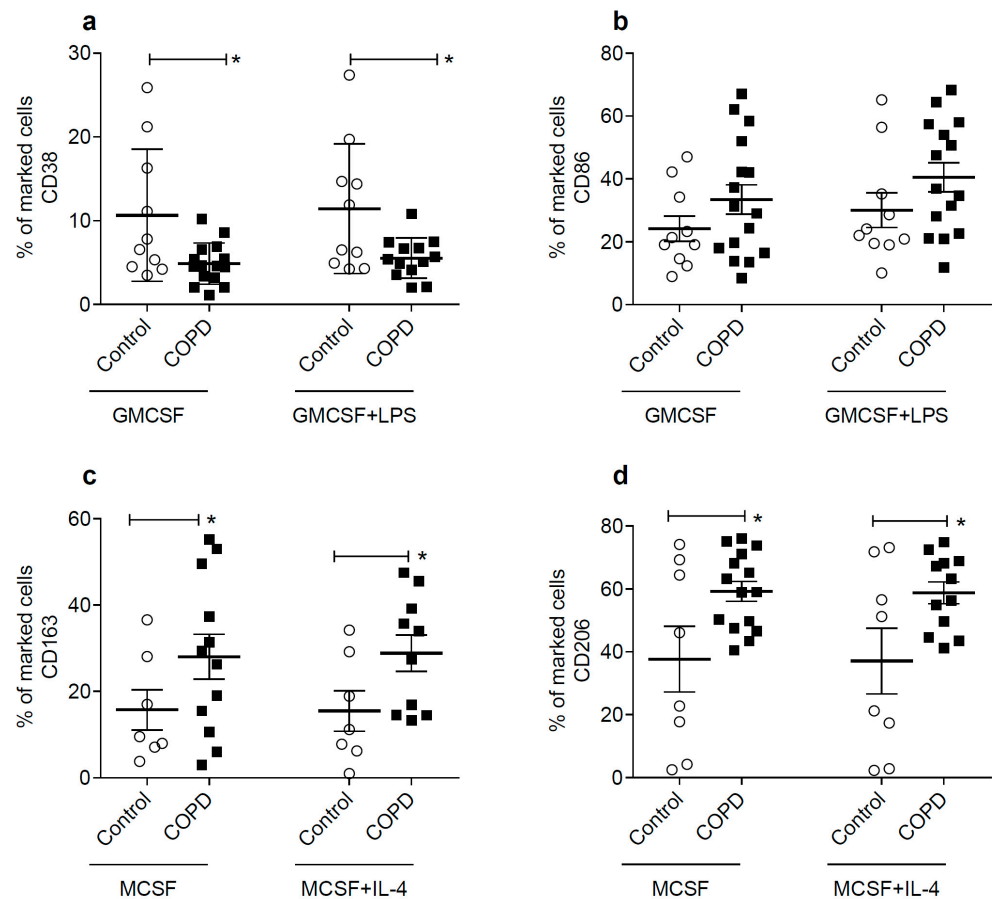 a
% of marked cells
CD38
30
20
10
0
*
*
Control
COPD
Control
COPD
GMCSF
GMCSF+LPS
b
% of marked cells
CD86
80
60
40
20
0
Control
COPD
Control
COPD
GMCSF
GMCSF+LPS
c
% of marked cells
CD163
60
40
20
0
*
*
Control
COPD
Control
COPD
MCSF
MCSF+IL-4
d
% of marked cells
CD206
80
60
40
20
0
*
*
Control
COPD
Control
COPD
MCSF
MCSF+IL-4